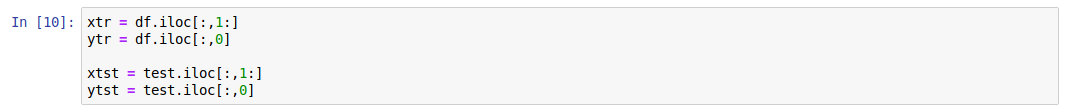 In [10]: xtr = df.iloc[:,1:]
ytr = df.iloc[:,0]
xtst = test.iloc[:,1:]
ytst = test.iloc[:,0]